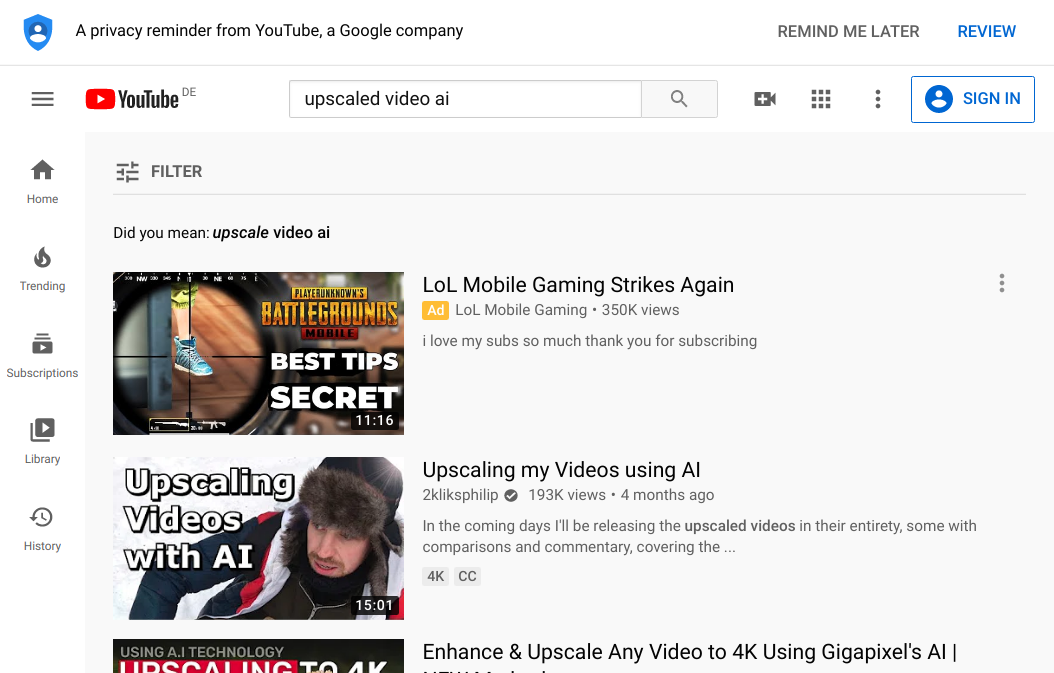 A privacy reminder from YouTube, a Google company
REMIND ME LATER
REVIEW
YouTube DE
upscaled video ai
SIGN IN
Home
Trending
Subscriptions
Library
History
FILTER
Did you mean: upscale video ai
PLAYERUNKNOWN'S
BATTLEGROUNDS
MOBILE
BEST TIPS
SECRET
11:16
LoL Mobile Gaming Strikes Again
Ad LoL Mobile Gaming • 350K views
i love my subs so much thank you for subscribing
Upscaling
Videos
with AI
15:01
Upscaling my Videos using AI
2kliksphilip 193K views • 4 months ago
In the coming days I'll be releasing the upscaled videos in their entirety, some with
comparisons and commentary, covering the ...
4K CC
USING A.I TECHNOLOGY
UPSCALING TO 4K
Enhance & Upscale Any Video to 4K Using Gigapixel's AI |